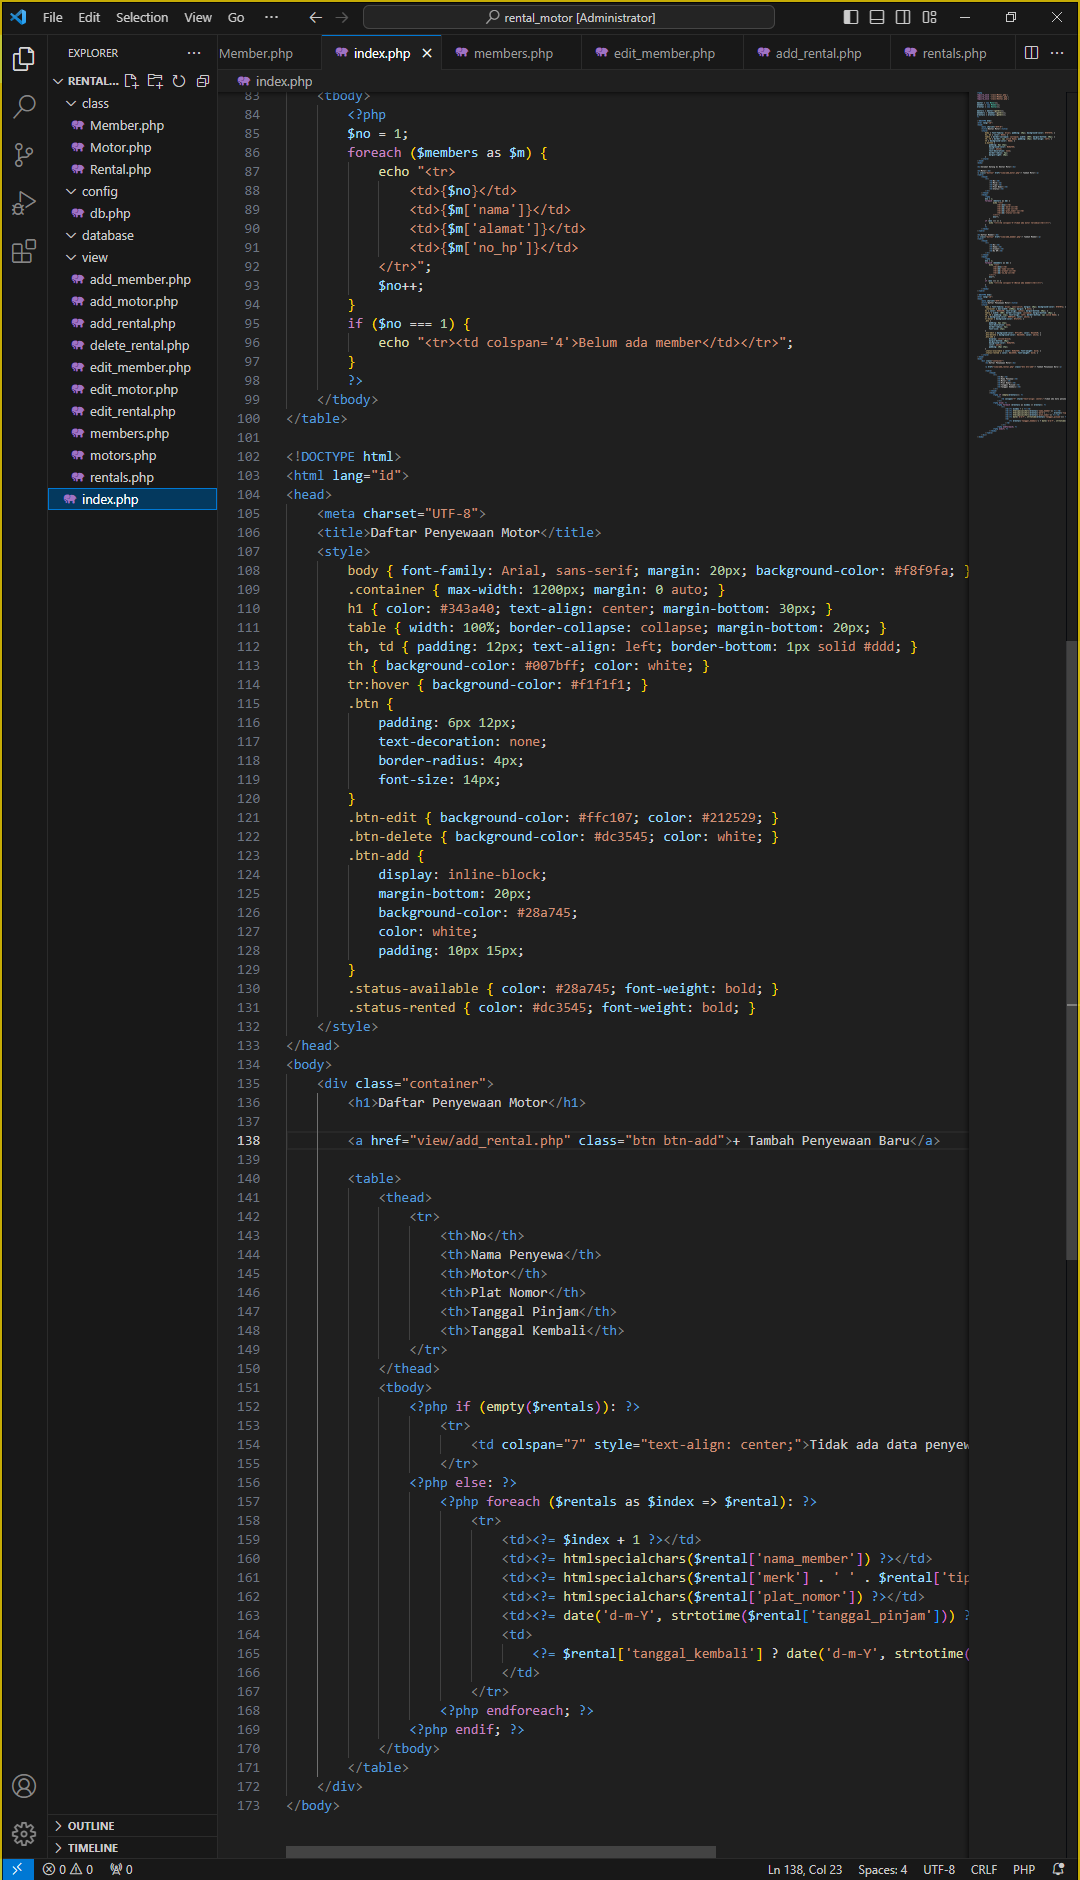 File Edit Selection View Go ··· rental_motor [Administrator]
EXPLORER ···
Member.php index.php members.php edit_member.php add_rental.php rentals.php ···
RENTAL...
index.php
class
Member.php
Motor.php
Rental.php
config
db.php
database
view
add_member.php
add_motor.php
add_rental.php
delete_rental.php
edit_member.php
edit_motor.php
edit_rental.php
members.php
motors.php
rentals.php
index.php
OUTLINE
TIMELINE
83 <tbody>
84 <?php
85 $no = 1;
86 foreach ($members as $m) {
87 echo "<tr>
88 <td>{$no}</td>
89 <td>{$m['nama']}</td>
90 <td>{$m['alamat']}</td>
91 <td>{$m['no_hp']}</td>
92 </tr>";
93 $no++;
94 }
95 if ($no === 1) {
96 echo "<tr><td colspan='4'>Belum ada member</td></tr>";
97 }
98 ?>
99 </tbody>
100 </table>
101
102 <!DOCTYPE html>
103 <html lang="id">
104 <head>
105 <meta charset="UTF-8">
106 <title>Daftar Penyewaan Motor</title>
107 <style>
108 body { font-family: Arial, sans-serif; margin: 20px; background-color: #f8f9fa; }
109 .container { max-width: 1200px; margin: 0 auto; }
110 h1 { color: #343a40; text-align: center; margin-bottom: 30px; }
111 table { width: 100%; border-collapse: collapse; margin-bottom: 20px; }
112 th, td { padding: 12px; text-align: left; border-bottom: 1px solid #ddd; }
113 th { background-color: #007bff; color: white; }
114 tr:hover { background-color: #f1f1f1; }
115 .btn {
116 padding: 6px 12px;
117 text-decoration: none;
118 border-radius: 4px;
119 font-size: 14px;
120 }
121 .btn-edit { background-color: #ffc107; color: #212529; }
122 .btn-delete { background-color: #dc3545; color: white; }
123 .btn-add {
124 display: inline-block;
125 margin-bottom: 20px;
126 background-color: #28a745;
127 color: white;
128 padding: 10px 15px;
129 }
130 .status-available { color: #28a745; font-weight: bold; }
131 .status-rented { color: #dc3545; font-weight: bold; }
132 </style>
133 </head>
134 <body>
135 <div class="container">
136 <h1>Daftar Penyewaan Motor</h1>
137
138 <a href="view/add_rental.php" class="btn btn-add">+ Tambah Penyewaan Baru</a>
139
140 <table>
141 <thead>
142 <tr>
143 <th>No</th>
144 <th>Nama Penyewa</th>
145 <th>Motor</th>
146 <th>Plat Nomor</th>
147 <th>Tanggal Pinjam</th>
148 <th>Tanggal Kembali</th>
149 </tr>
150 </thead>
151 <tbody>
152 <?php if (empty($rentals)): ?>
153 <tr>
154 <td colspan="7" style="text-align: center;">Tidak ada data penyew
155 </tr>
156 <?php else: ?>
157 <?php foreach ($rentals as $index => $rental): ?>
158 <tr>
159 <td><?= $index + 1 ?></td>
160 <td><?= htmlspecialchars($rental['nama_member']) ?></td>
161 <td><?= htmlspecialchars($rental['merk'] . ' ' . $rental['tip
162 <td><?= htmlspecialchars($rental['plat_nomor']) ?></td>
163 <td><?= date('d-m-Y', strtotime($rental['tanggal_pinjam'])) ?
164 <td>
165 <?= $rental['tanggal_kembali'] ? date('d-m-Y', strtotime(
166 </td>
167 </tr>
168 <?php endforeach; ?>
169 <?php endif; ?>
170 </tbody>
171 </table>
172 </div>
173 </body>
0 0 0 Ln 138, Col 23 Spaces: 4 UTF-8 CRLF PHP